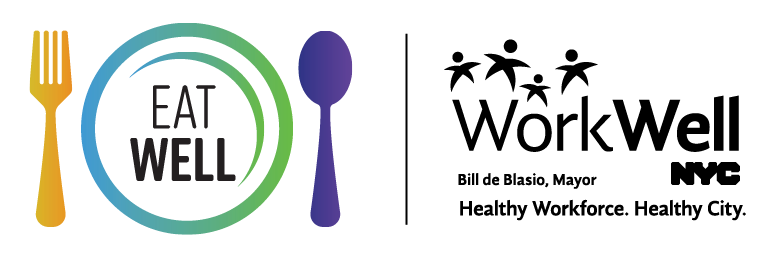 EAT
WELL
WorkWell
NYC
Bill de Blasio, Mayor
Healthy Workforce. Healthy City.